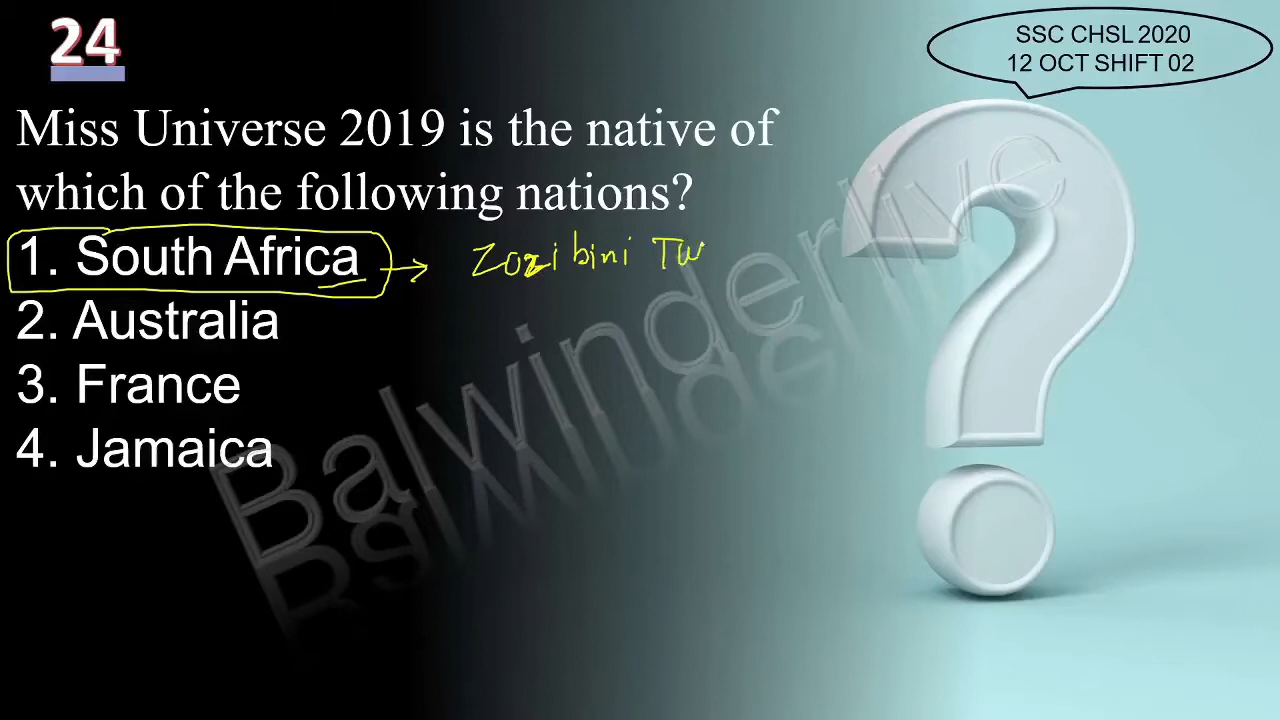 24
SSC CHSL 2020
12 OCT SHIFT 02
Miss Universe 2019 is the native of
which of the following nations?
1. South Africa → Zozibini Tu
2. Australia
3. France
4. Jamaica
Balwinderlive